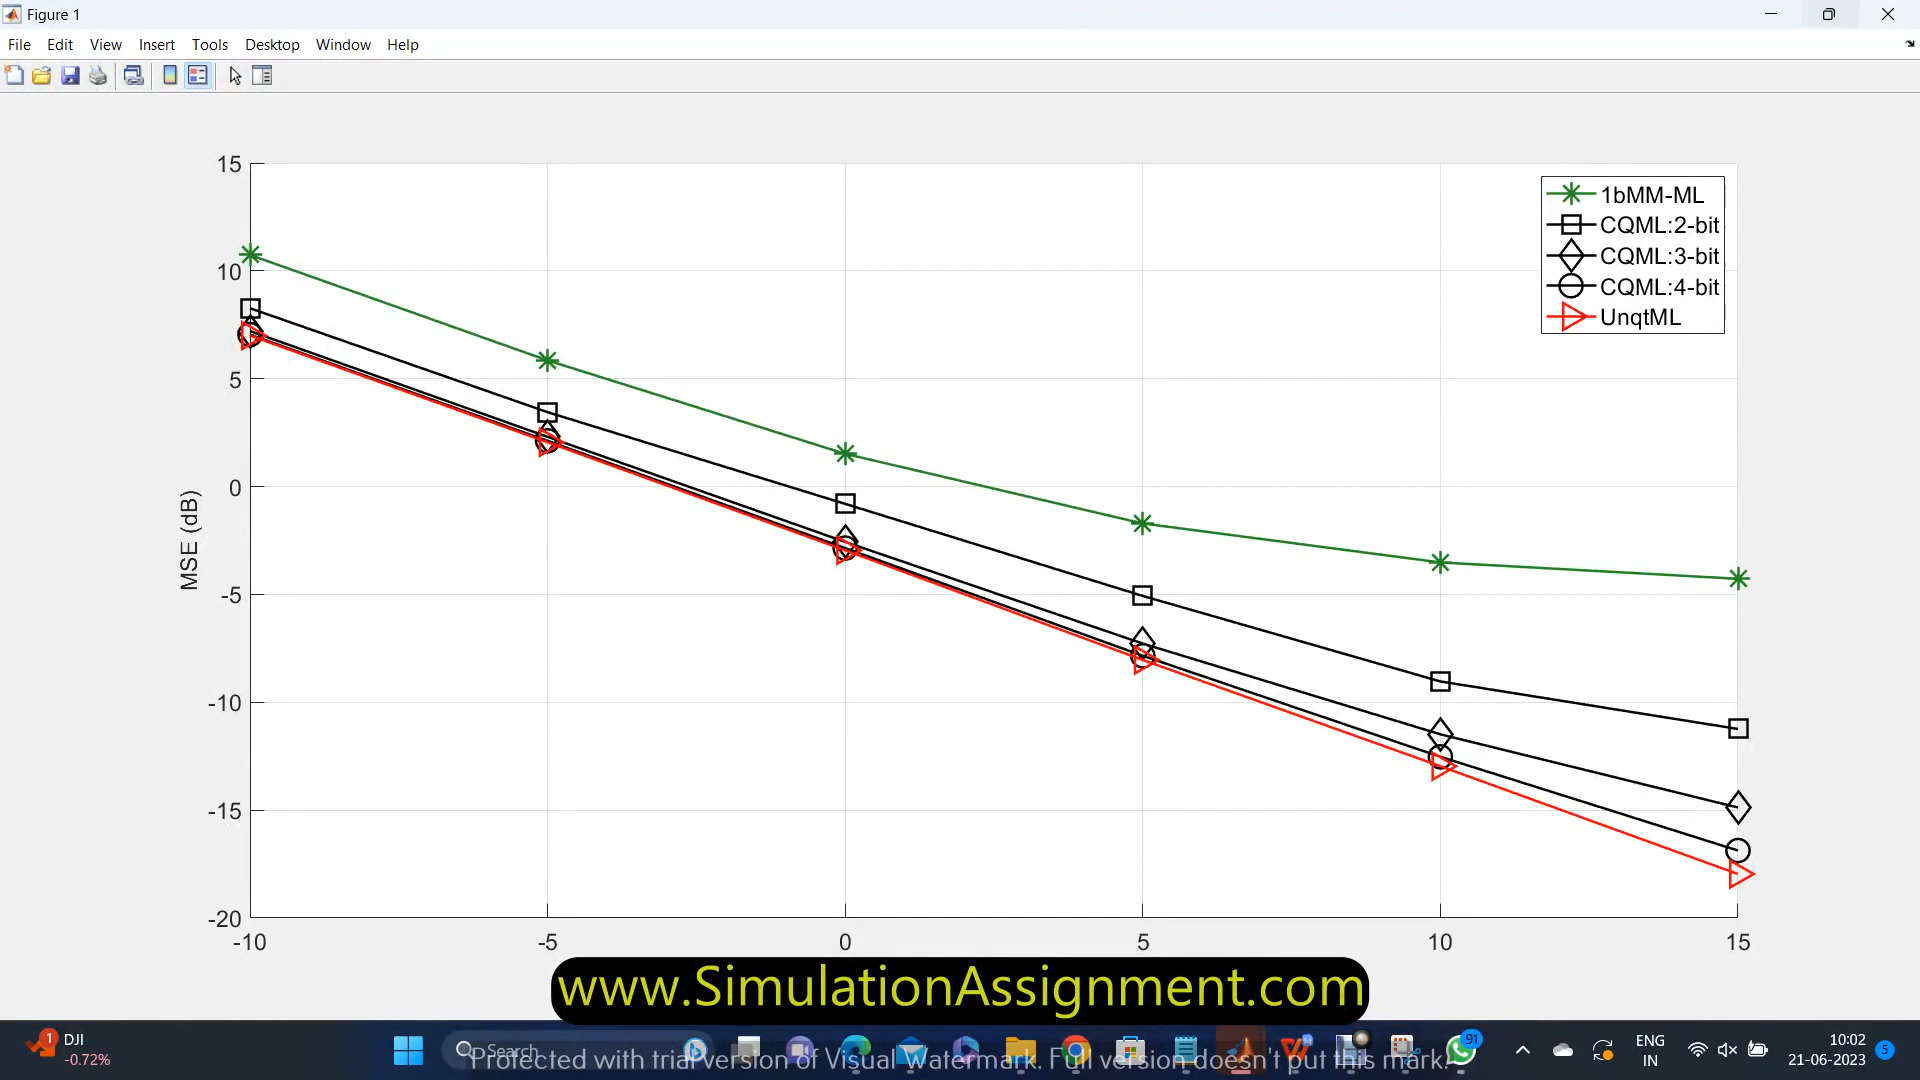 Figure 1
File Edit View Insert Tools Desktop Window Help
15
10
5
0
-5
-10
-15
-20
MSE (dB)
1bMM-ML
CQML:2-bit
CQML:3-bit
CQML:4-bit
UnqtML
-10 -5 0 5 10 15
www.SimulationAssignment.com
1
DJI
-0.72%
Search
91
ENG
IN
10:02
21-06-2023
5
Protected with trial version of Visual Watermark. Full version doesn't put this mark.